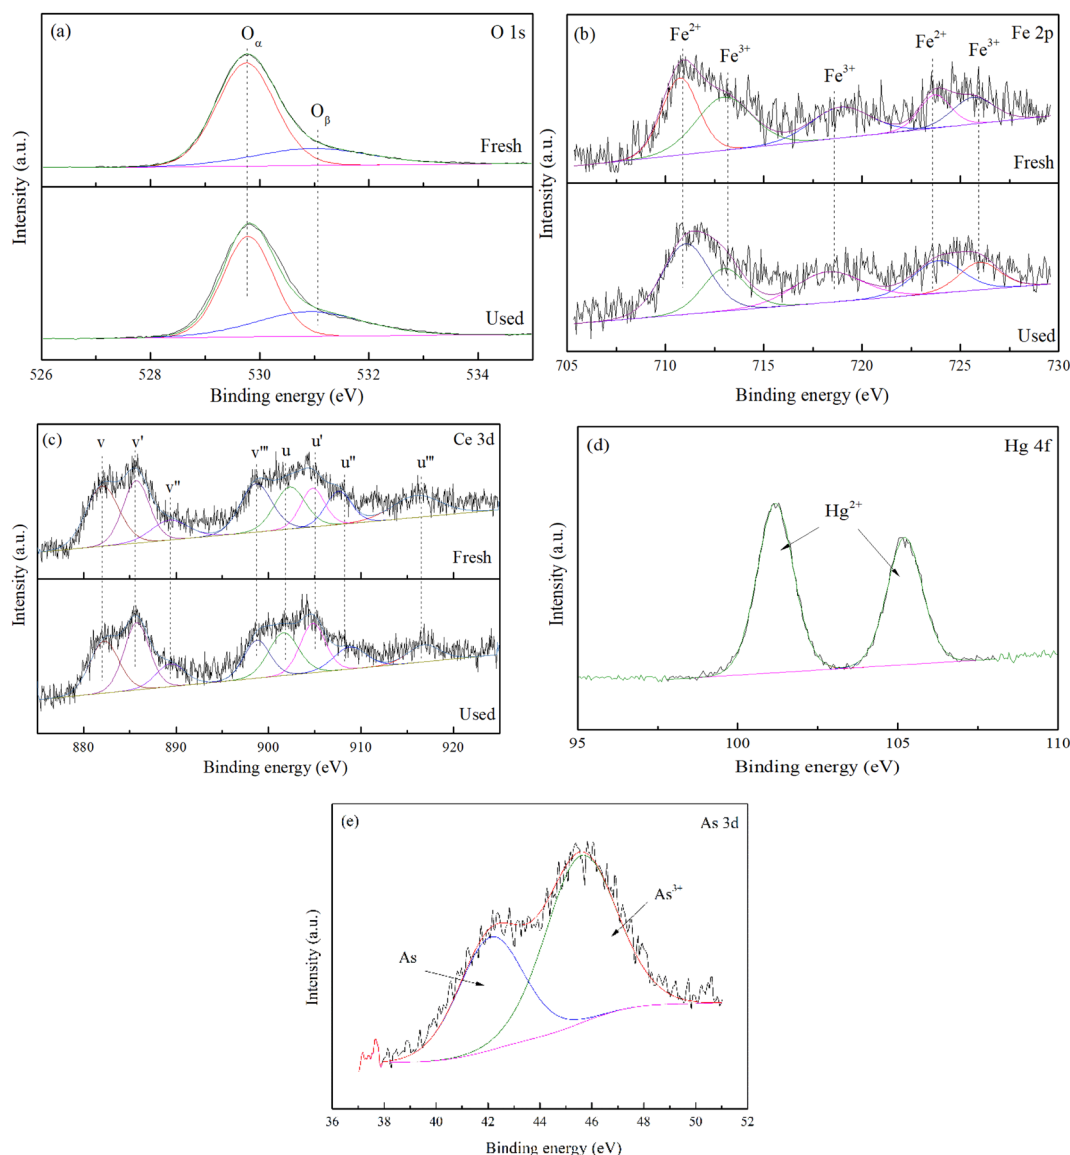 (a)
O 1s
Oα
Oβ
Fresh
Used
Intensity (a.u.)
526 528 530 532 534
Binding energy (eV)
(b)
Fe 2p
Fe²⁺
Fe³⁺
Fe³⁺
Fe²⁺
Fe³⁺
Fresh
Used
Intensity (a.u.)
705 710 715 720 725 730
Binding energy (eV)
(c)
Ce 3d
v v' v'' v''' u u' u'' u'''
Fresh
Used
Intensity (a.u.)
880 890 900 910 920
Binding energy (eV)
(d)
Hg 4f
Hg²⁺
Intensity (a.u.)
95 100 105 110
Binding energy (eV)
(e)
As 3d
As
As³⁺
Intensity (a.u.)
36 38 40 42 44 46 48 50 52
Binding energy (eV)